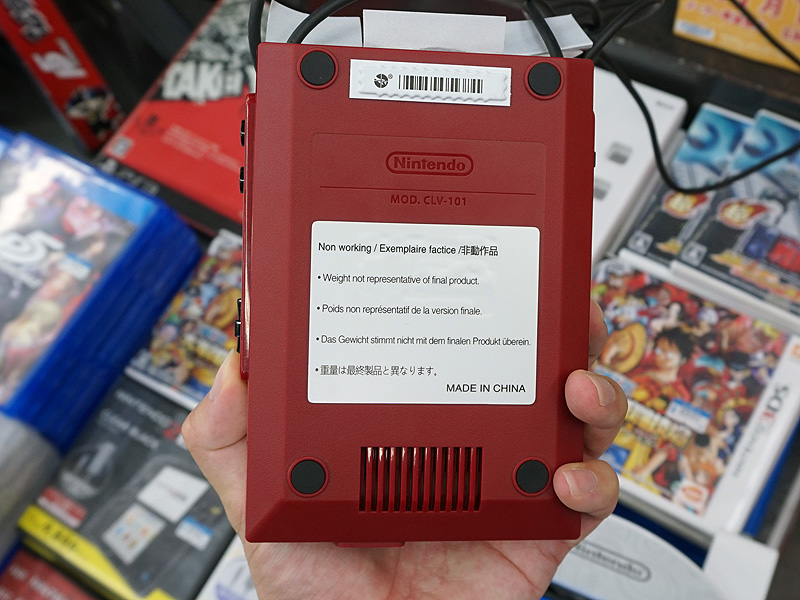 Nintendo
MOD. CLV-101
Non working / Exemplaire factice /非動作品
• Weight not representative of final product.
• Poids non représentatif de la version finale.
• Das Gewicht stimmt nicht mit dem finalen Produkt überein.
• 重量は最終製品と異なります。
MADE IN CHINA
Nintendo